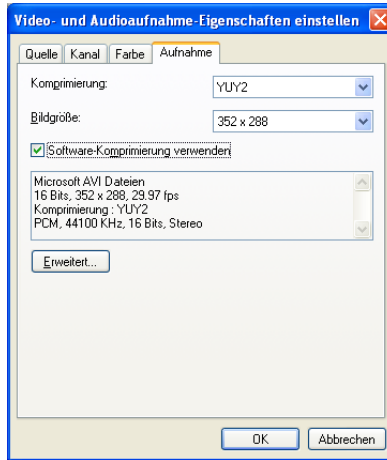 Video- und Audioaufnahme-Eigenschaften einstellen
Quelle Kanal Farbe Aufnahme
Komprimierung: YUY2
Bildgröße: 352 x 288
Software-Komprimierung verwenden
Microsoft AVI Dateien
16 Bits, 352 x 288, 29.97 fps
Komprimierung : YUY2
PCM, 44100 KHz, 16 Bits, Stereo
Erweitert...
OK Abbrechen